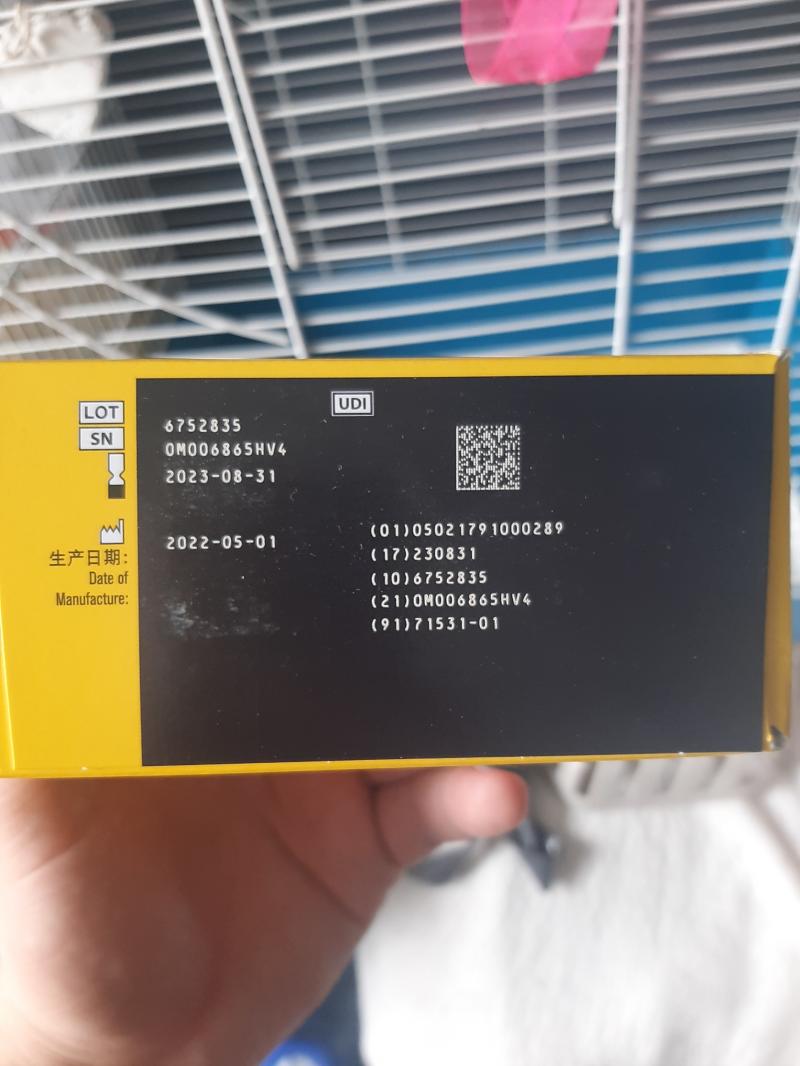 LOT
SN
生产日期:
Date of
Manufacture:
6752835
0M006865HV4
2023-08-31
2022-05-01
UDI
(01)05021791000289
(17)230831
(10)6752835
(21)0M006865HV4
(91)71531-01